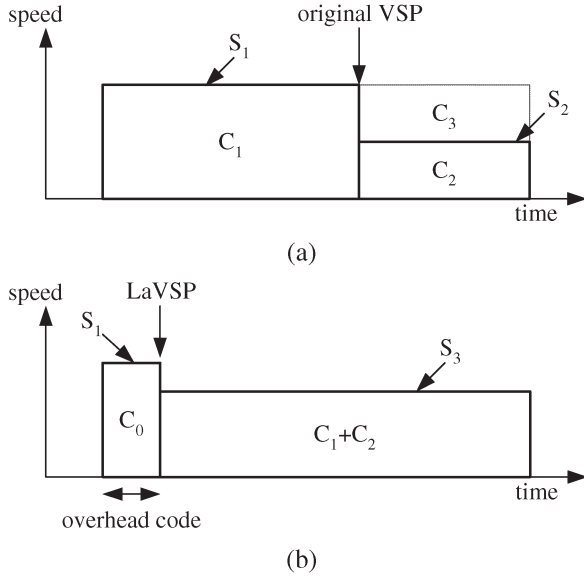 original VSP
speed
S1
C3
S2
C1
C2
time
(a)
LaVSP
speed
S1
S3
C0
C1+C2
time
overhead code
(b)